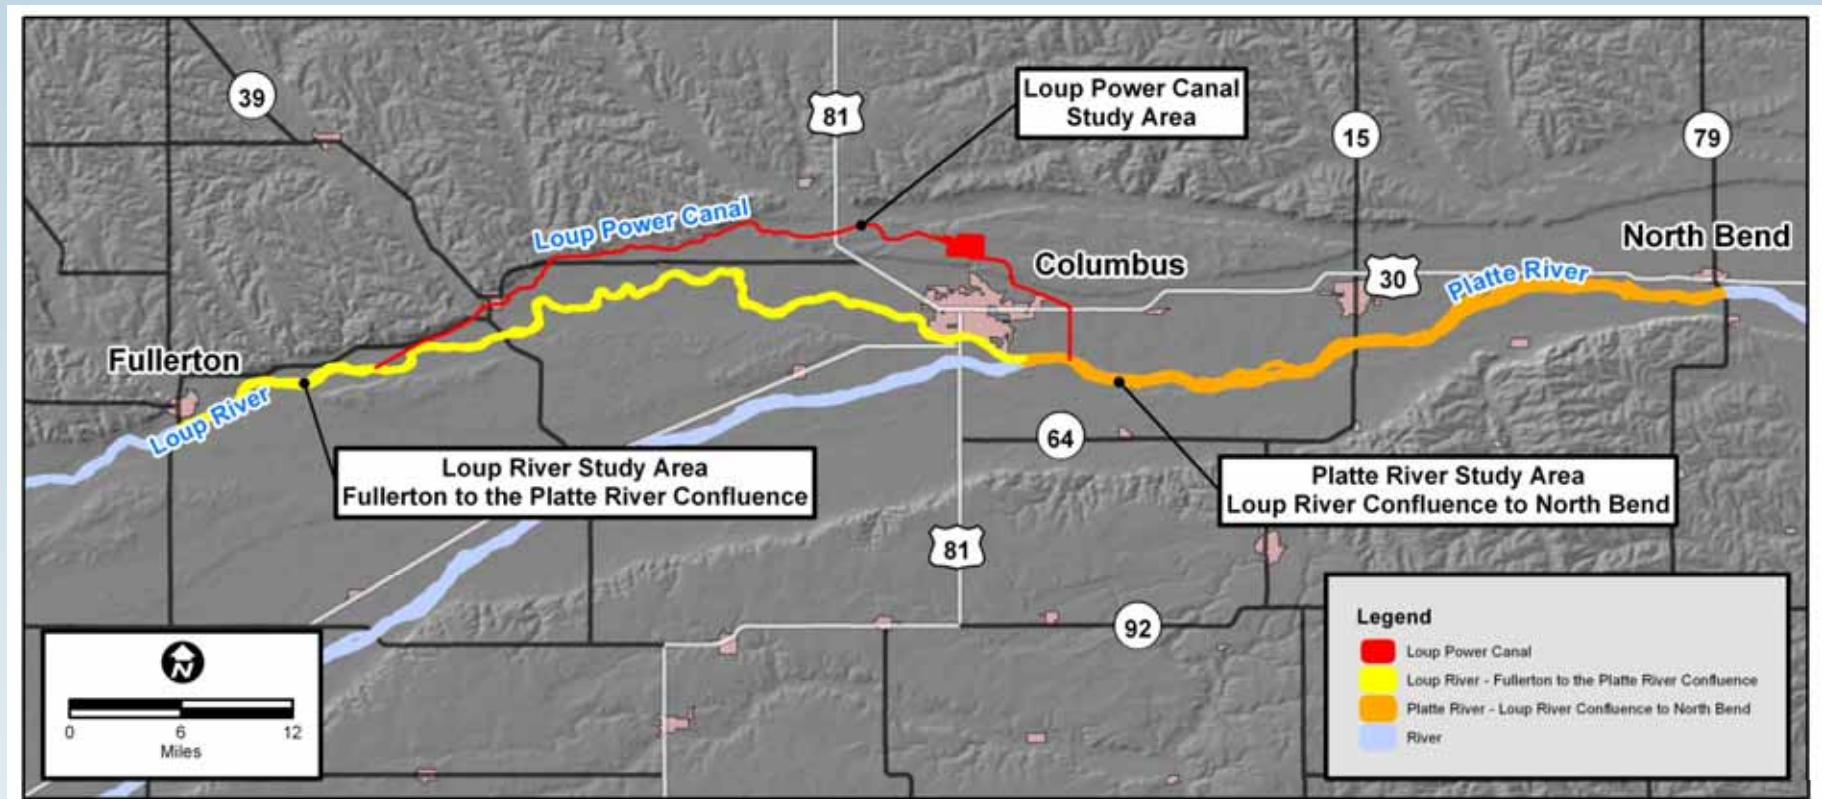 39
81
Loup Power Canal
Study Area
15
79
Loup Power Canal
North Bend
Columbus
30
Platte River
Fullerton
Loup River
64
Loup River Study Area
Fullerton to the Platte River Confluence
Platte River Study Area
Loup River Confluence to North Bend
81
92
Legend
Loup Power Canal
Loup River - Fullerton to the Platte River Confluence
Platte River - Loup River Confluence to North Bend
River
N
0 6 12
Miles